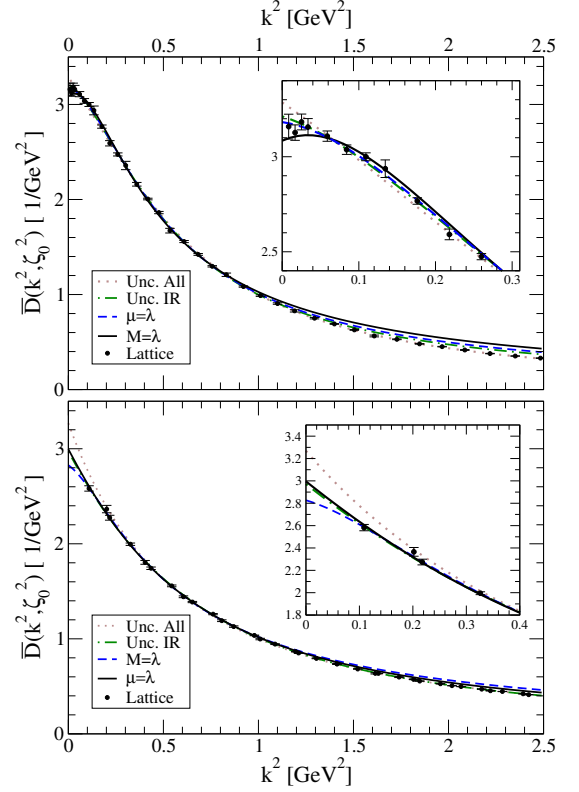 k² [GeV²]
0 0.5 1 1.5 2 2.5
D̅(k²,ζ₀²) [ 1/GeV² ]
3
2
1
0
3
2.5
0 0.1 0.2 0.3
Unc. All
Unc. IR
μ=λ
M=λ
Lattice
D̅(k²,ζ₀²) [ 1/GeV² ]
3
2
1
0
3.4
3.2
3
2.8
2.6
2.4
2.2
2
1.8
0 0.1 0.2 0.3 0.4
Unc. All
Unc. IR
M=λ
μ=λ
Lattice
0 0.5 1 1.5 2 2.5
k² [GeV²]